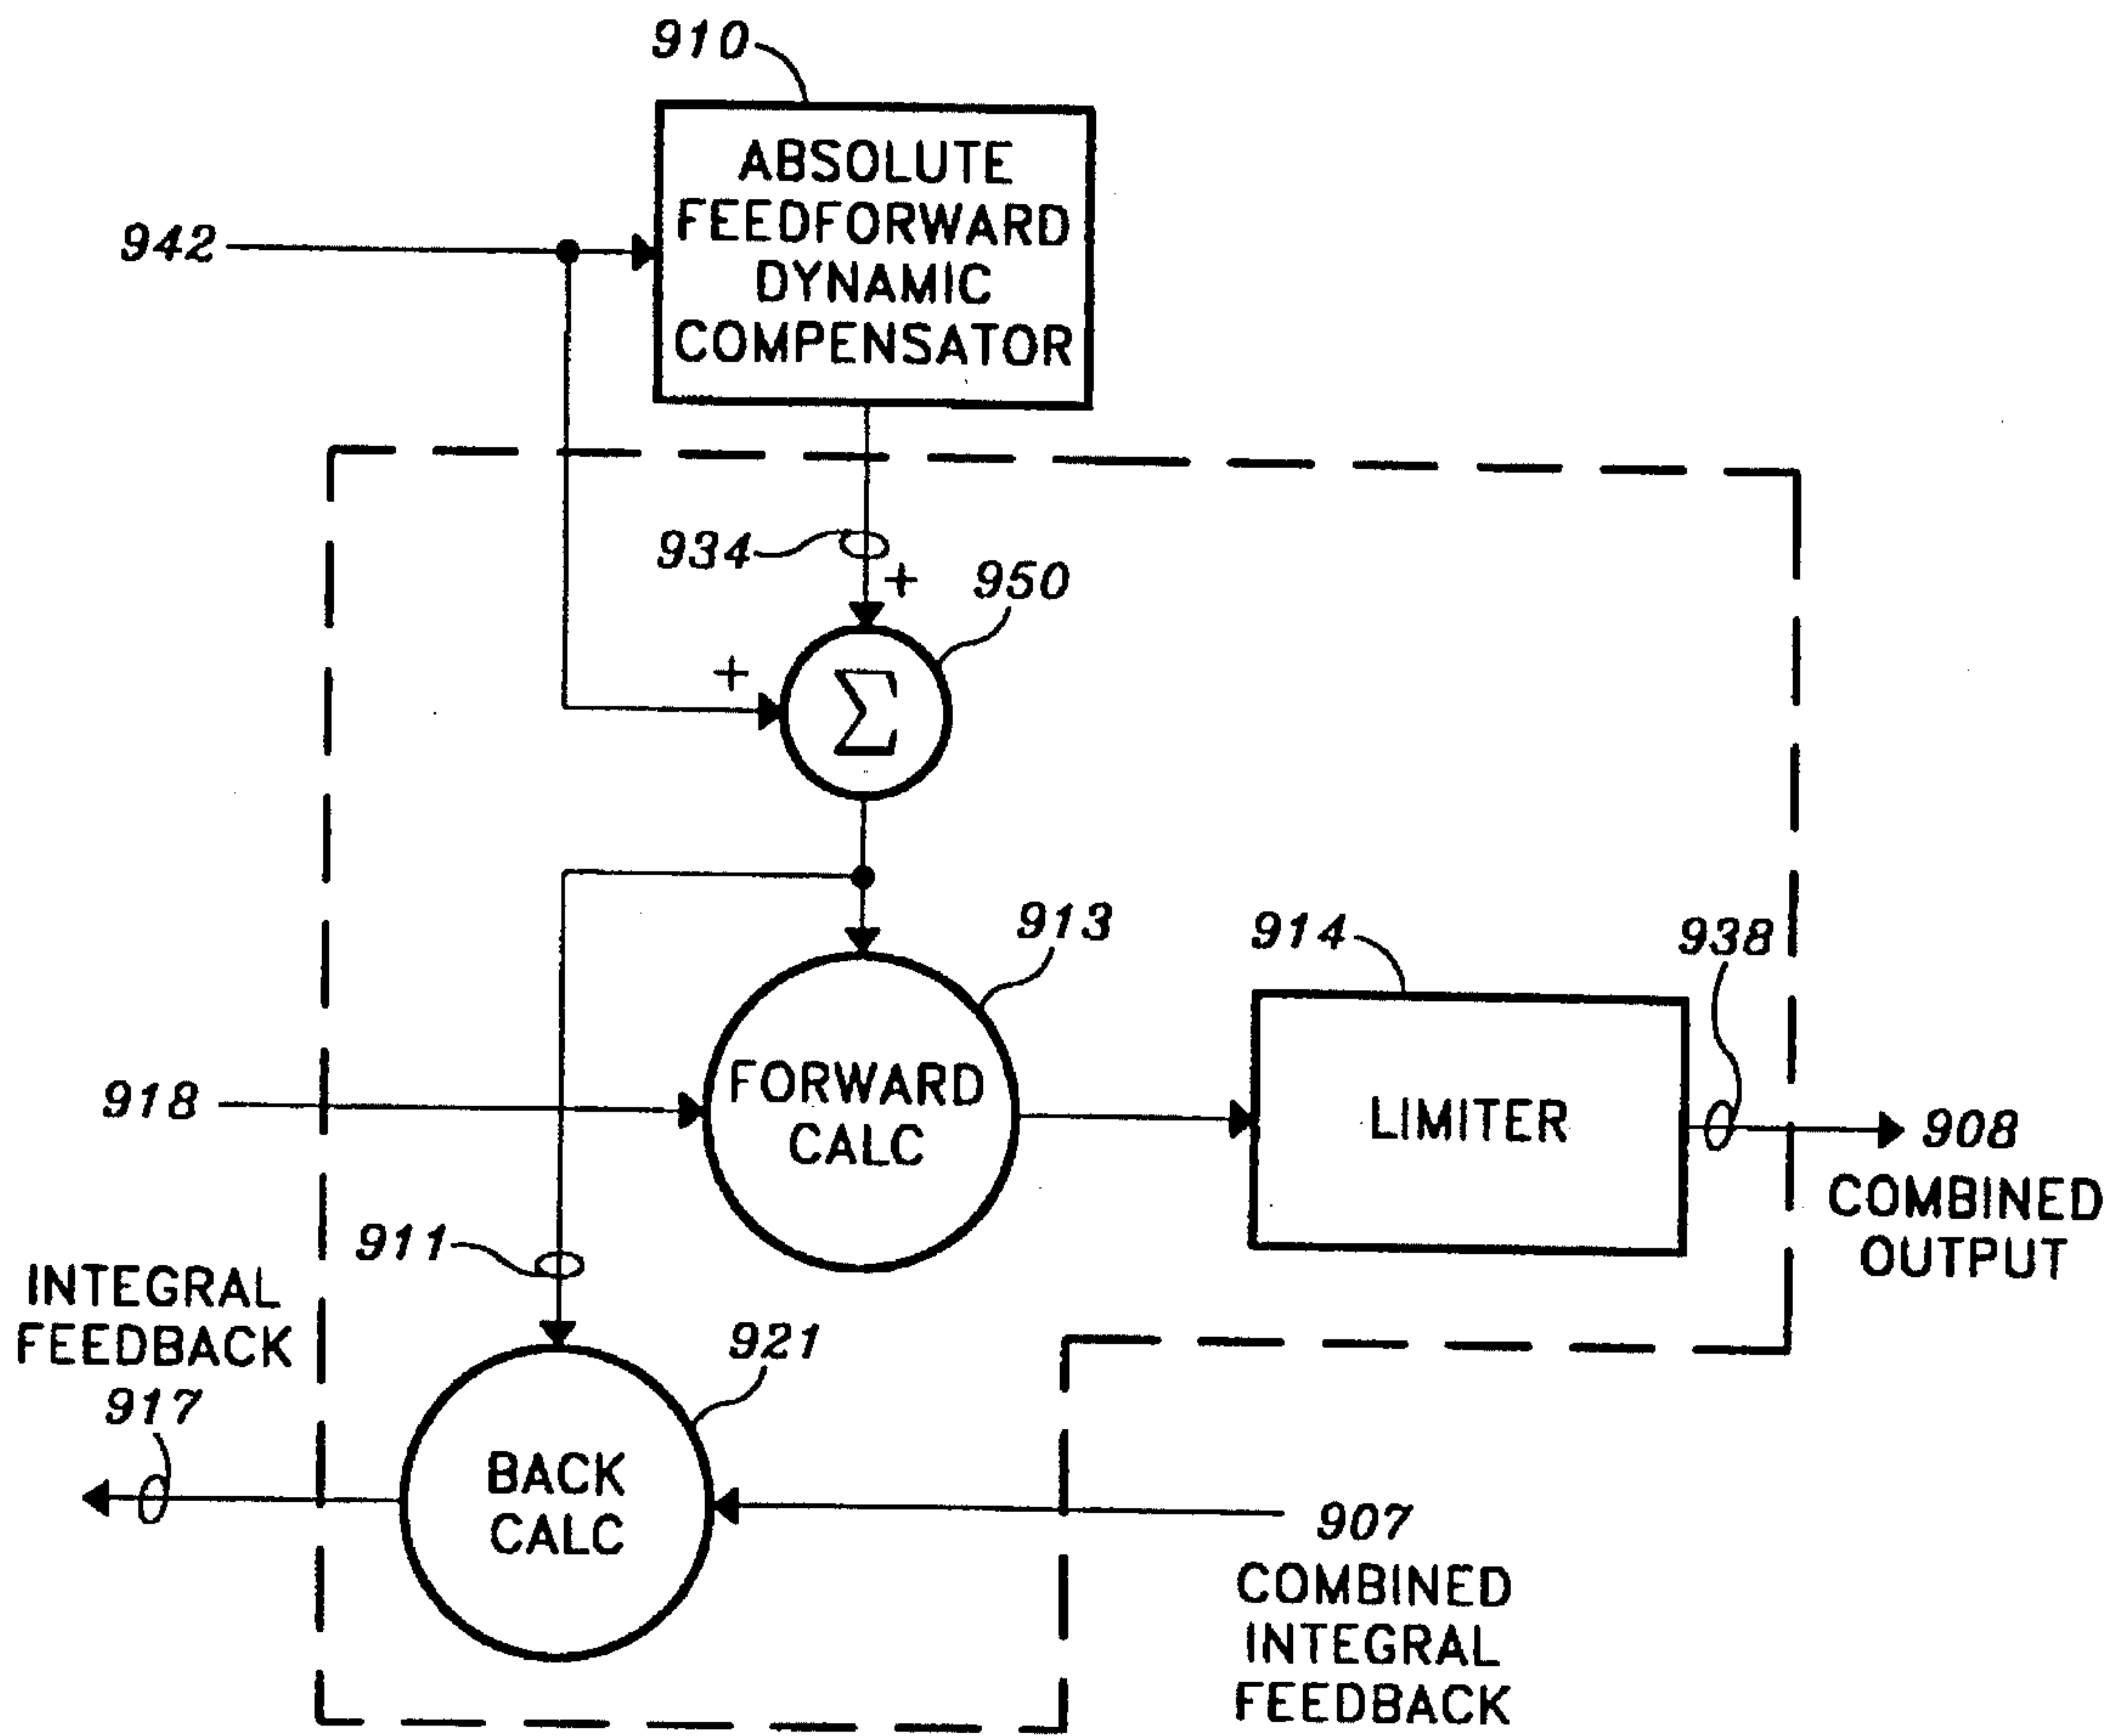 910
ABSOLUTE
FEEDFORWARD
DYNAMIC
COMPENSATOR
942
934
+
950
+
Σ
913
914
938
918
FORWARD
CALC
LIMITER
908
COMBINED
OUTPUT
911
INTEGRAL
FEEDBACK
917
921
BACK
CALC
907
COMBINED
INTEGRAL
FEEDBACK